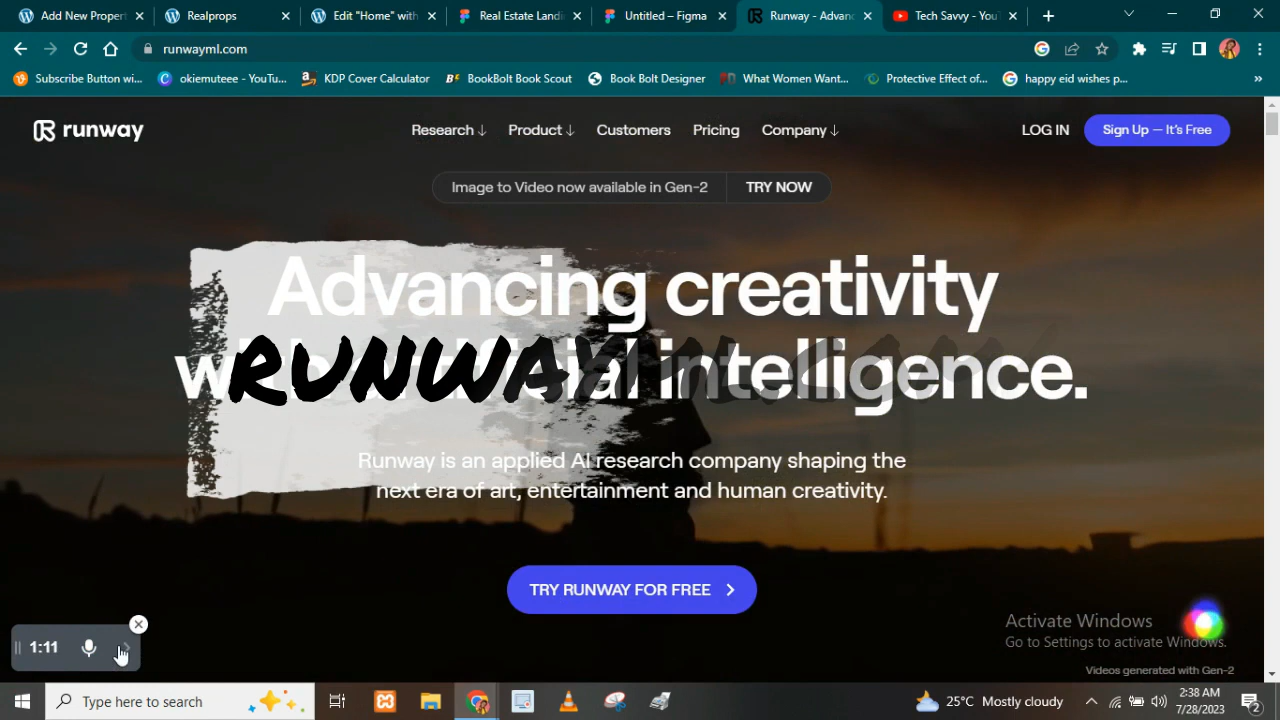 Add New Propert
Realprops
Edit "Home" with
Real Estate Landi
Untitled – Figma
Runway - Advanc
Tech Savvy - You
runwayml.com
Subscribe Button wi...
okiemuteee - YouTu...
KDP Cover Calculator
BookBolt Book Scout
Book Bolt Designer
What Women Want...
Protective Effect of...
happy eid wishes p...
runway
Research ↓
Product ↓
Customers
Pricing
Company ↓
LOG IN
Sign Up — It's Free
Image to Video now available in Gen-2
TRY NOW
Advancing creativity
with artificial intelligence.
RUNWAYML.COM
Runway is an applied AI research company shaping the
next era of art, entertainment and human creativity.
TRY RUNWAY FOR FREE
1:11
Activate Windows
Go to Settings to activate Windows.
Videos generated with Gen-2
Type here to search
25°C Mostly cloudy
2:38 AM
7/28/2023
2